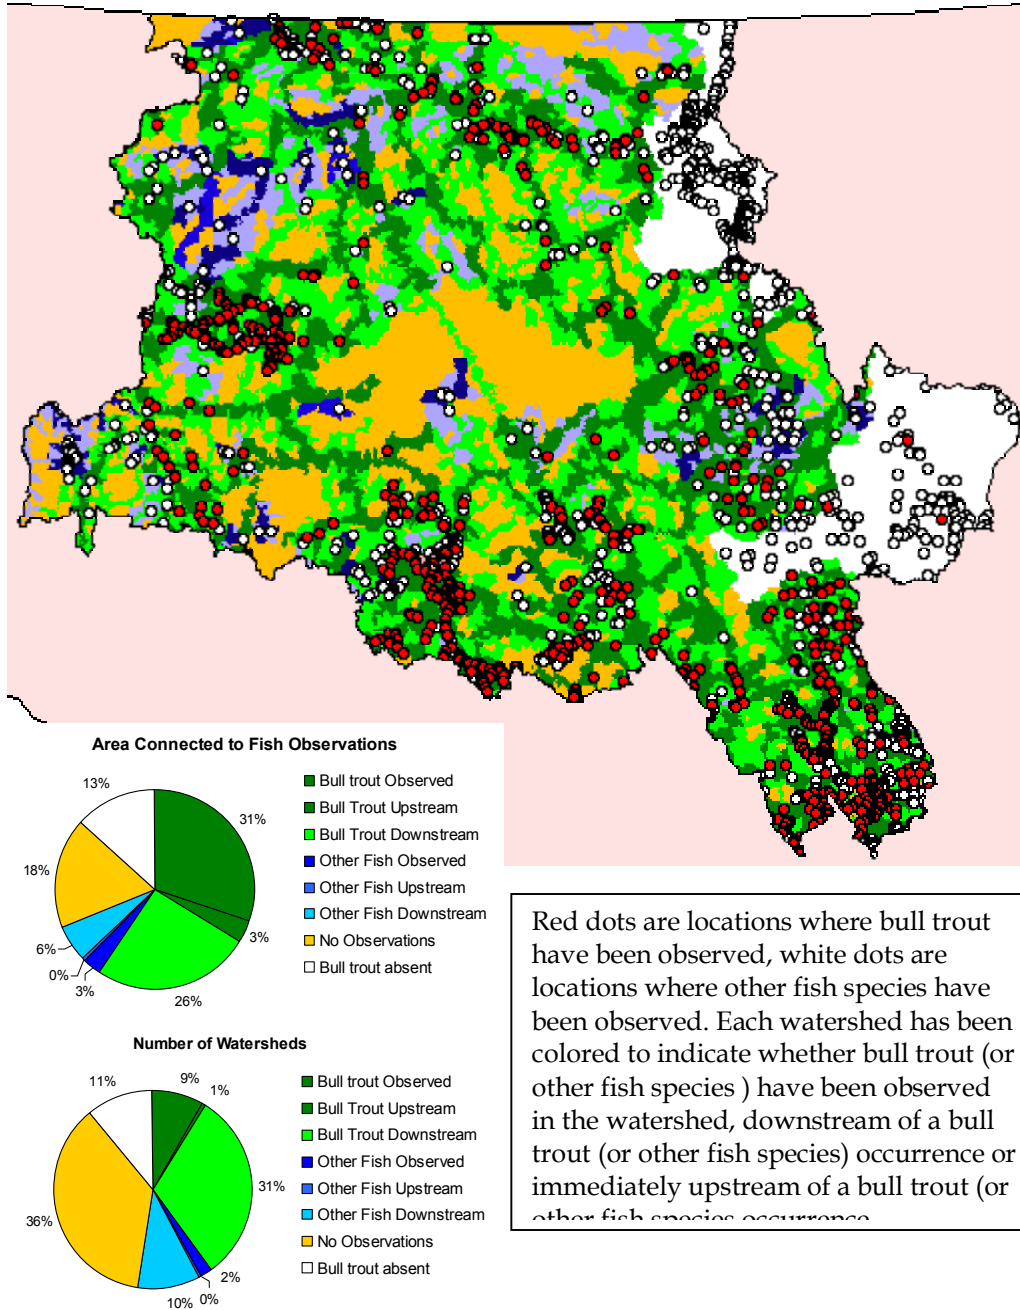 Area Connected to Fish Observations
13%
31%
18%
3%
6%
0%
3%
26%
Bull trout Observed
Bull Trout Upstream
Bull Trout Downstream
Other Fish Observed
Other Fish Upstream
Other Fish Downstream
No Observations
Bull trout absent
Number of Watersheds
11%
9%
1%
31%
36%
2%
10%
0%
Bull trout Observed
Bull Trout Upstream
Bull Trout Downstream
Other Fish Observed
Other Fish Upstream
Other Fish Downstream
No Observations
Bull trout absent
Red dots are locations where bull trout
have been observed, white dots are
locations where other fish species have
been observed. Each watershed has been
colored to indicate whether bull trout (or
other fish species ) have been observed
in the watershed, downstream of a bull
trout (or other fish species) occurrence or
immediately upstream of a bull trout (or
other fish species occurrence